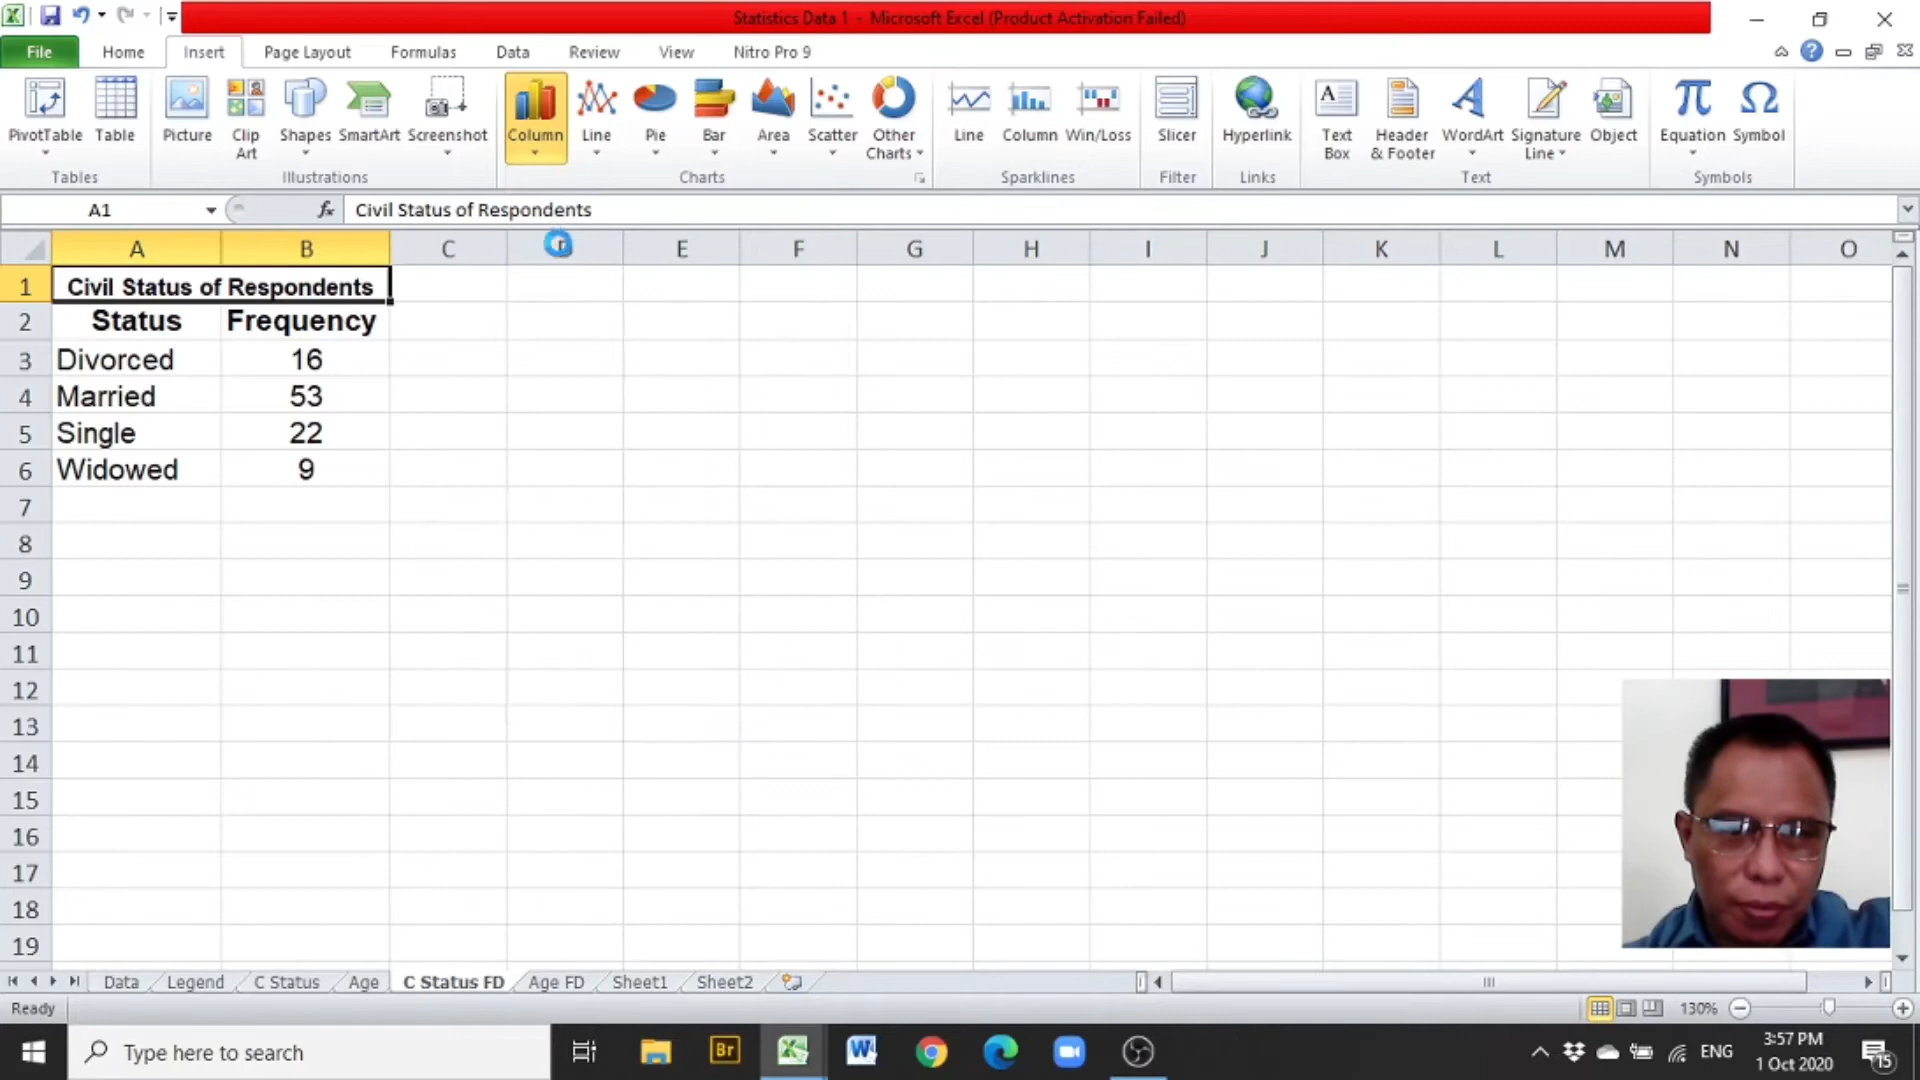 Statistics Data 1 - Microsoft Excel (Product Activation Failed)
File Home Insert Page Layout Formulas Data Review View Nitro Pro 9
PivotTable Table Picture Clip Art Shapes SmartArt Screenshot Column Line Pie Bar Area Scatter Other Charts Line Column Win/Loss Slicer Hyperlink Text Box Header & Footer WordArt Signature Line Object Equation Symbol
Tables Illustrations Charts Sparklines Filter Links Text Symbols
A1 fx Civil Status of Respondents
A B C E F G H I J K L M N O
1 Civil Status of Respondents
2 Status Frequency
3 Divorced 16
4 Married 53
5 Single 22
6 Widowed 9
7
8
9
10
11
12
13
14
15
16
17
18
19
Data Legend C Status Age C Status FD Age FD Sheet1 Sheet2
Ready 130%
Type here to search Br ENG 3:57 PM
1 Oct 2020 15